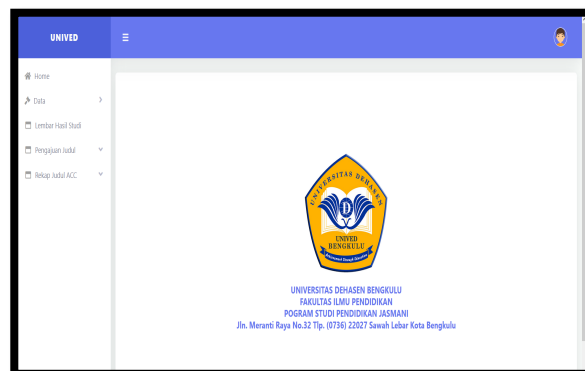 UNIVED
Home
Data
Lembar Hasil Studi
Pengajuan Judul
Rekap Judul ACC
UNIVERSITAS DEHASEN
UNIVED
BENGKULU
UNIVERSITAS DEHASEN BENGKULU
FAKULTAS ILMU PENDIDIKAN
POGRAM STUDI PENDIDIKAN JASMANI
Jln. Meranti Raya No.32 Tlp. (0736) 22027 Sawah Lebar Kota Bengkulu